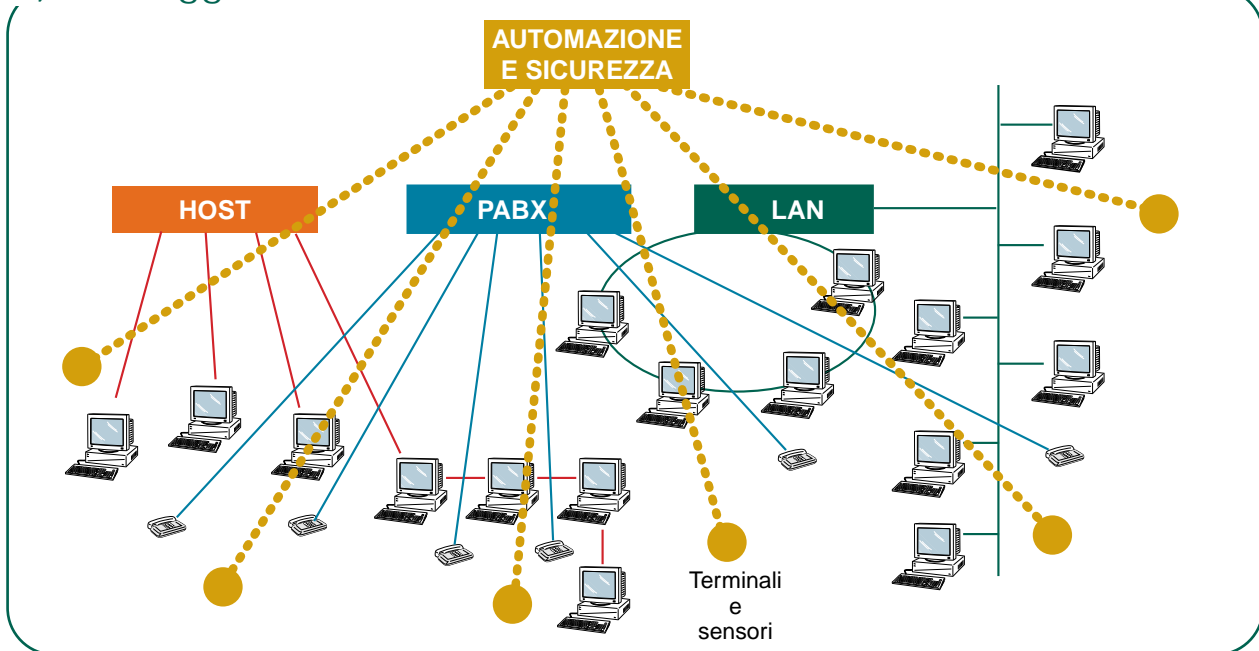 AUTOMAZIONE
E SICUREZZA
HOST
PABX
LAN
Terminali
e
sensori